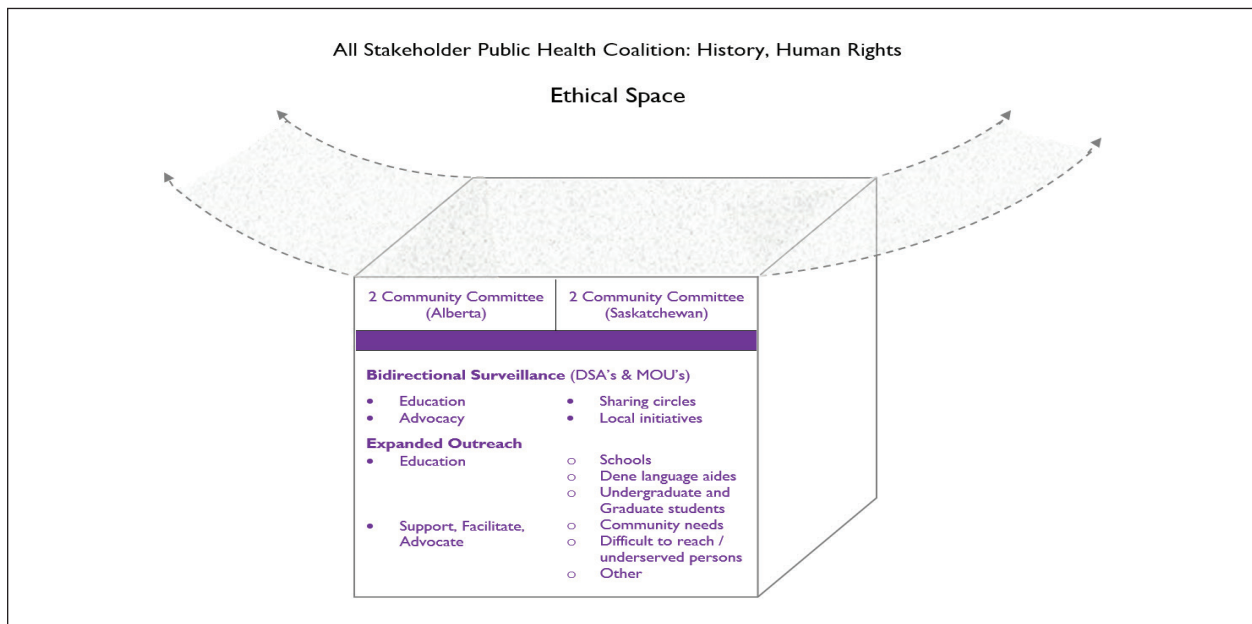 All Stakeholder Public Health Coalition: History, Human Rights
Ethical Space
2 Community Committee
(Alberta)
2 Community Committee
(Saskatchewan)
Bidirectional Surveillance (DSA's & MOU's)
• Education
• Advocacy
• Sharing circles
• Local initiatives
Expanded Outreach
• Education
o Schools
o Dene language aides
o Undergraduate and
Graduate students
• Support, Facilitate,
Advocate
o Community needs
o Difficult to reach /
underserved persons
o Other